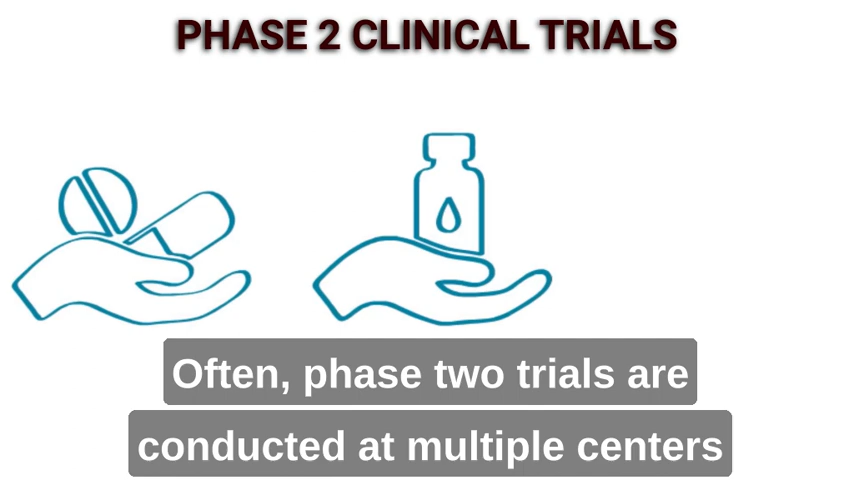 PHASE 2 CLINICAL TRIALS
Often, phase two trials are
conducted at multiple centers